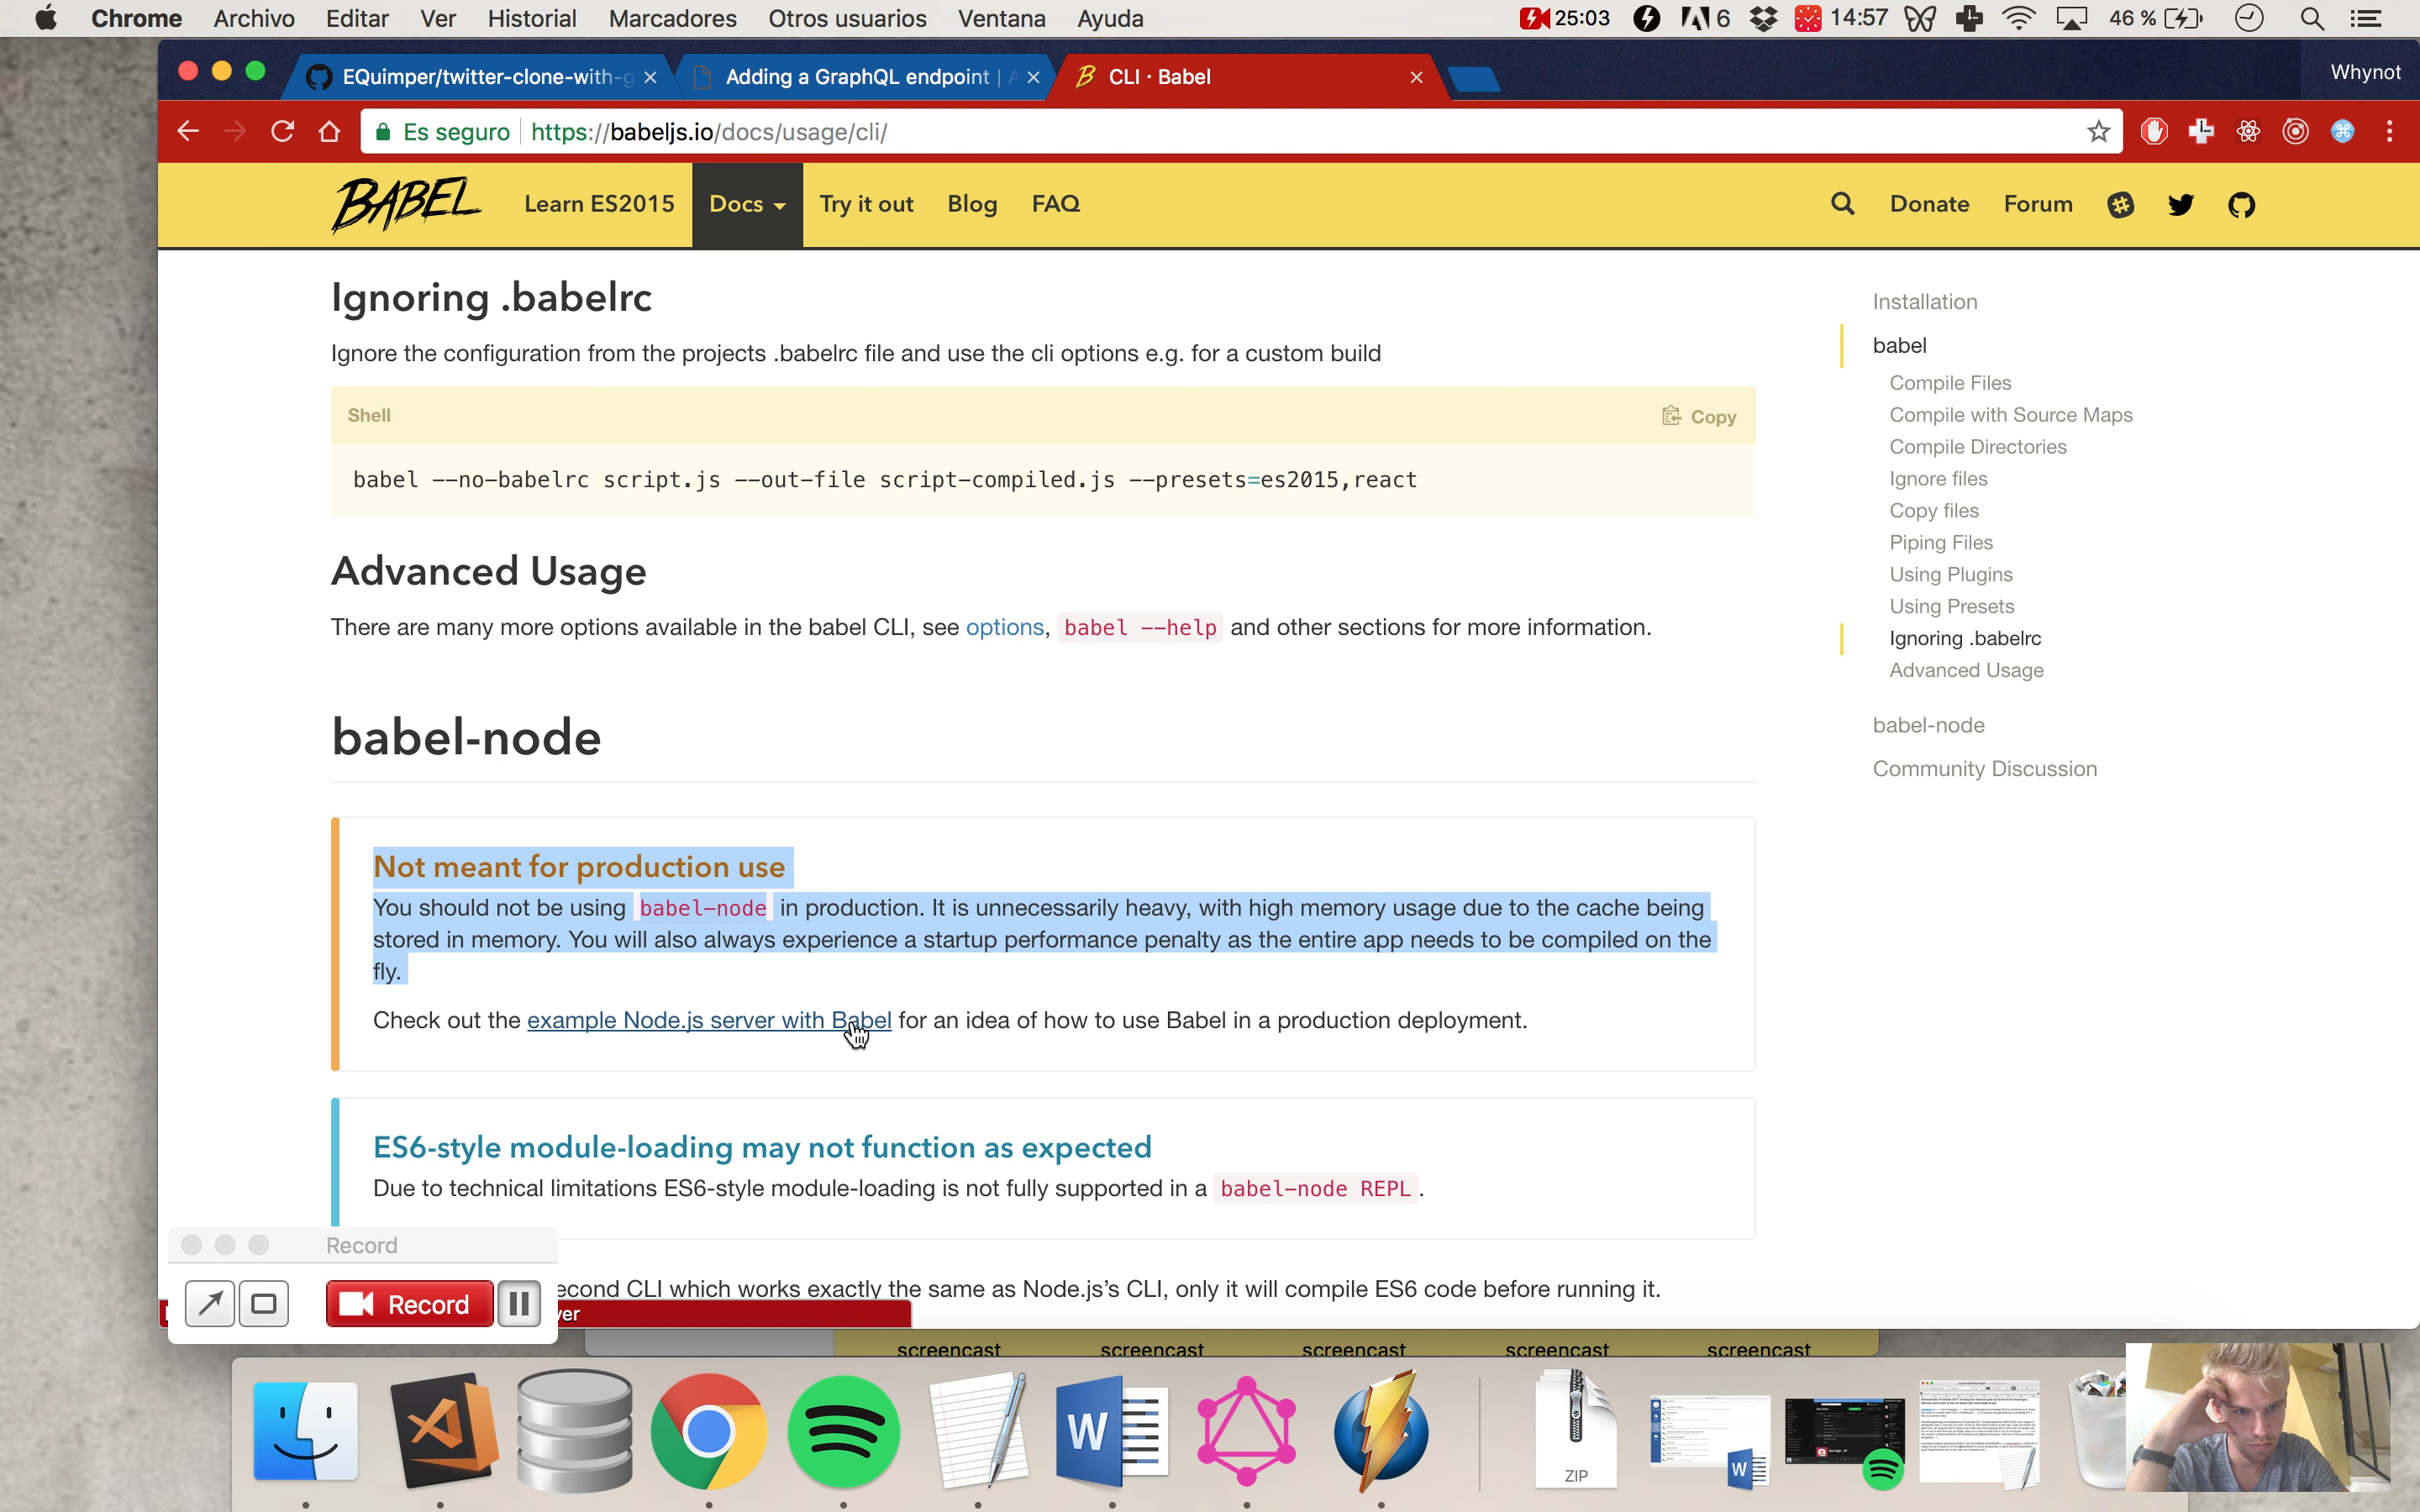 Chrome Archivo Editar Ver Historial Marcadores Otros usuarios Ventana Ayuda 25:03 6 14:57 46 %
EQuimper/twitter-clone-with-g Adding a GraphQL endpoint | A CLI · Babel Whynot
Es seguro https://babeljs.io/docs/usage/cli/
BABEL Learn ES2015 Docs Try it out Blog FAQ Donate Forum
Ignoring .babelrc
Ignore the configuration from the projects .babelrc file and use the cli options e.g. for a custom build
Shell Copy
babel --no-babelrc script.js --out-file script-compiled.js --presets=es2015,react
Advanced Usage
There are many more options available in the babel CLI, see options, babel --help and other sections for more information.
babel-node
Not meant for production use
You should not be using babel-node in production. It is unnecessarily heavy, with high memory usage due to the cache being
stored in memory. You will also always experience a startup performance penalty as the entire app needs to be compiled on the
fly.
Check out the example Node.js server with Babel for an idea of how to use Babel in a production deployment.
ES6-style module-loading may not function as expected
Due to technical limitations ES6-style module-loading is not fully supported in a babel-node REPL.
econd CLI which works exactly the same as Node.js's CLI, only it will compile ES6 code before running it.
ver
Installation
babel
Compile Files
Compile with Source Maps
Compile Directories
Ignore files
Copy files
Piping Files
Using Plugins
Using Presets
Ignoring .babelrc
Advanced Usage
babel-node
Community Discussion
Record
Record
screencast screencast screencast screencast screencast
W
ZIP
W